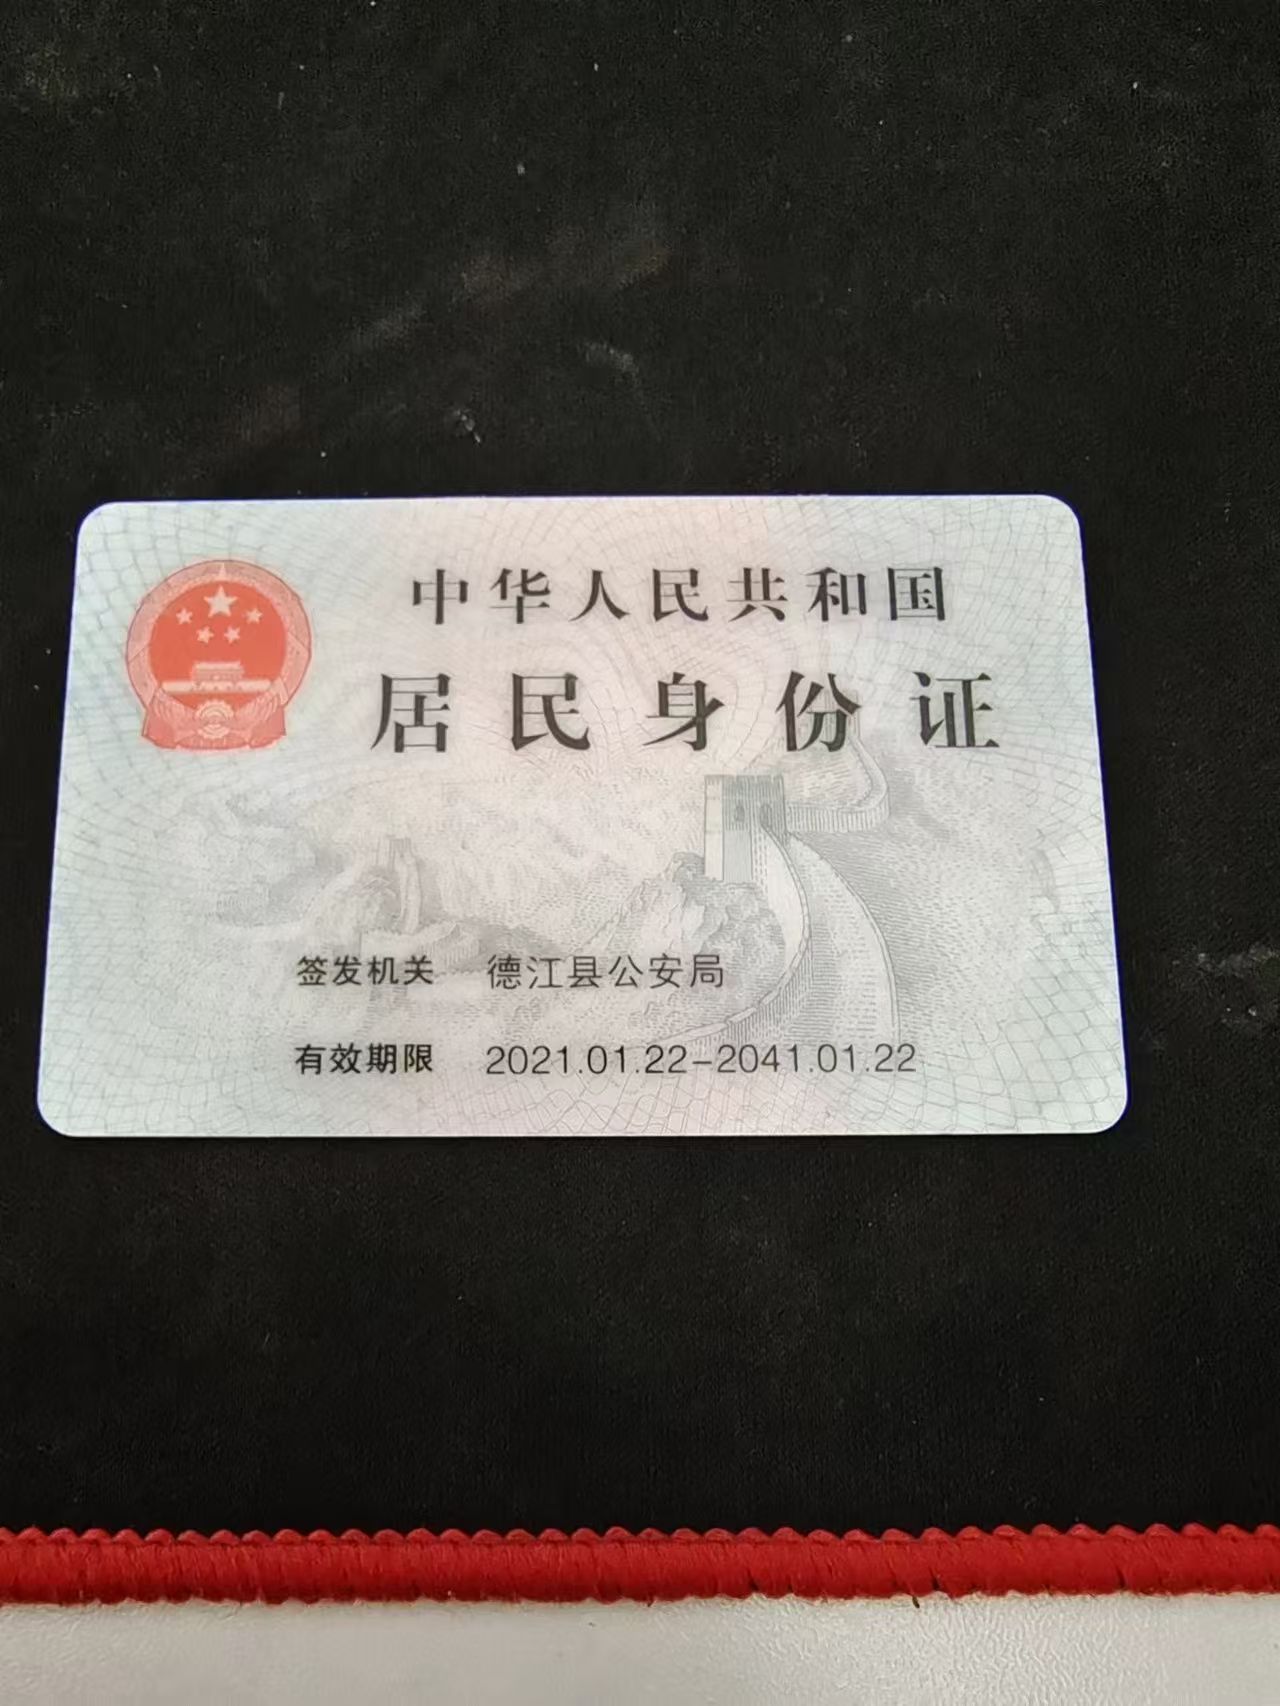 中华人民共和国
居民身份证
签发机关 德江县公安局
有效期限 2021.01.22-2041.01.22